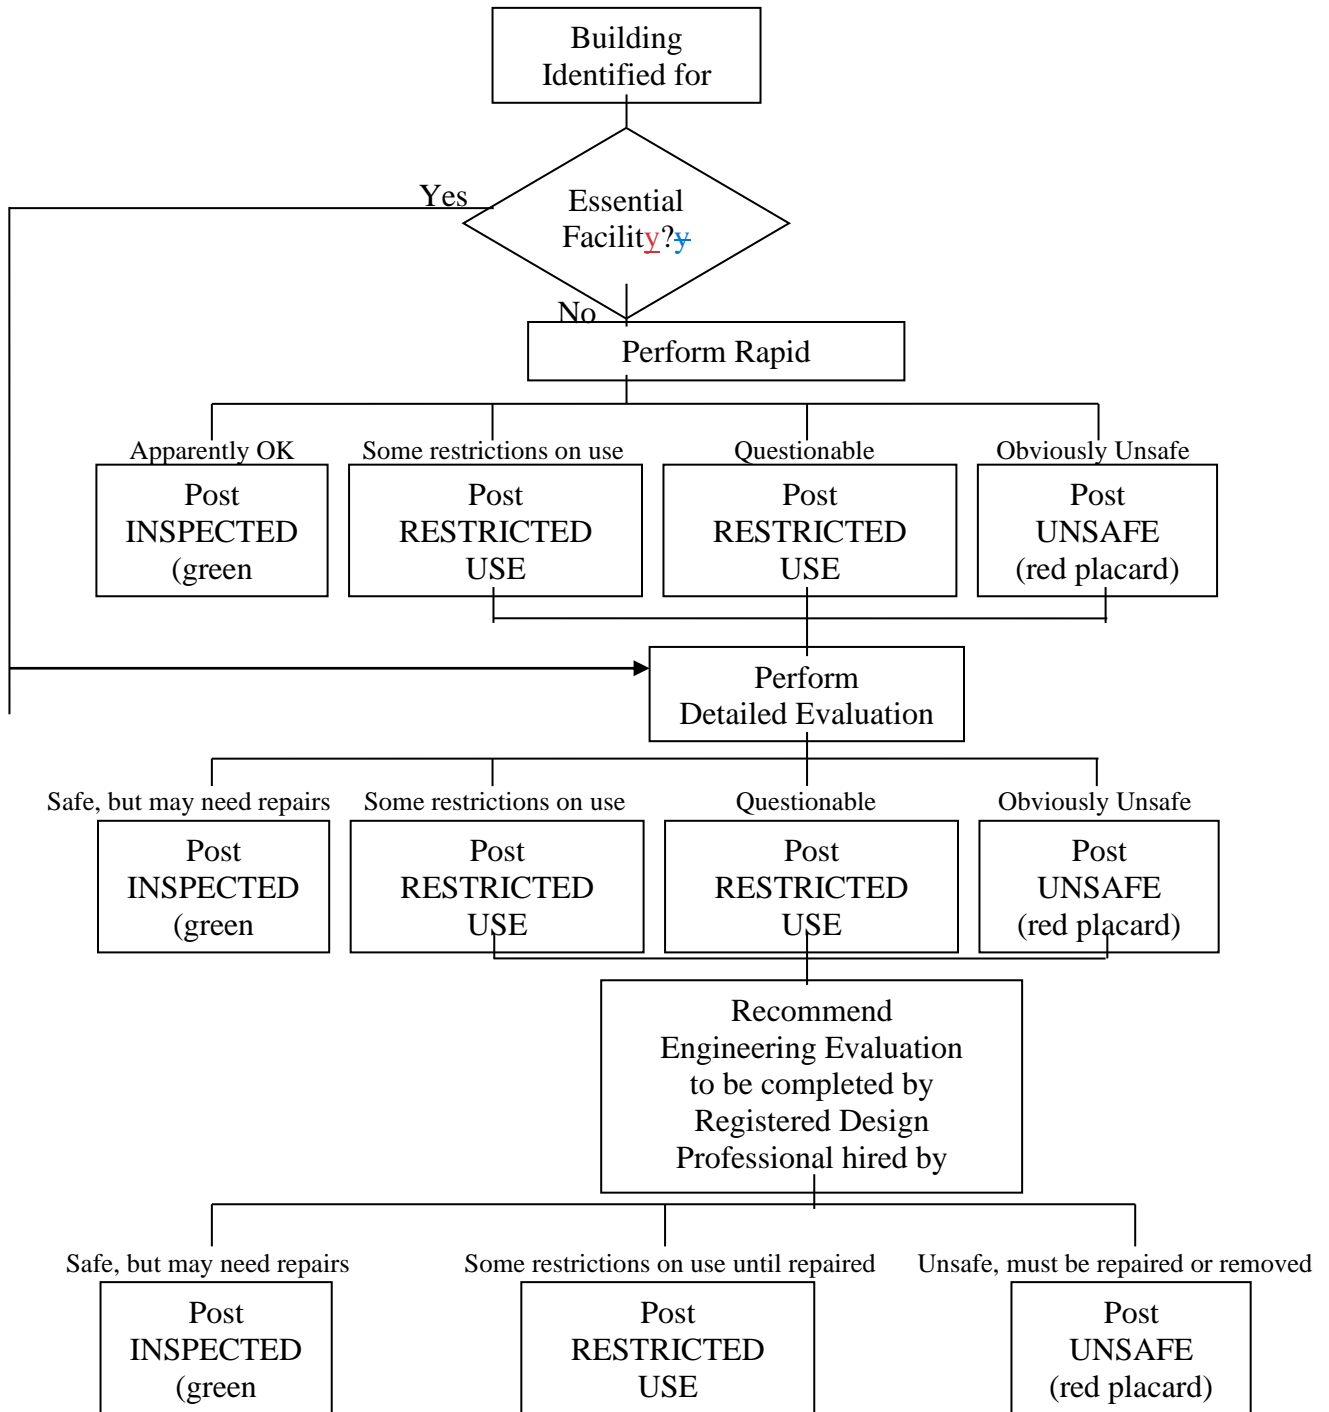 Building
Identified for
Yes
Essential
Facility?y
No
Perform Rapid
Apparently OK
Some restrictions on use
Questionable
Obviously Unsafe
Post
INSPECTED
(green
Post
RESTRICTED
USE
Post
RESTRICTED
USE
Post
UNSAFE
(red placard)
Perform
Detailed Evaluation
Safe, but may need repairs
Some restrictions on use
Questionable
Obviously Unsafe
Post
INSPECTED
(green
Post
RESTRICTED
USE
Post
RESTRICTED
USE
Post
UNSAFE
(red placard)
Recommend
Engineering Evaluation
to be completed by
Registered Design
Professional hired by
Safe, but may need repairs
Some restrictions on use until repaired
Unsafe, must be repaired or removed
Post
INSPECTED
(green
Post
RESTRICTED
USE
Post
UNSAFE
(red placard)